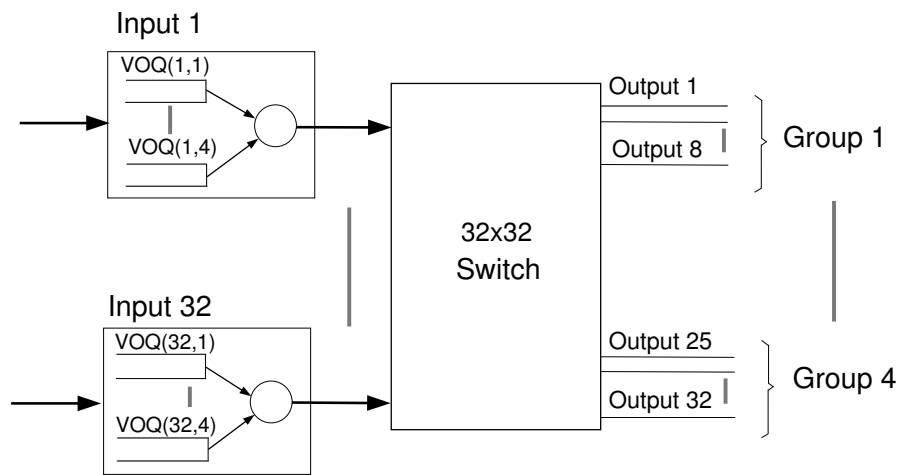 Input 1
VOQ(1,1)
VOQ(1,4)
Output 1
Output 8
Group 1
32x32
Switch
Input 32
VOQ(32,1)
VOQ(32,4)
Output 25
Output 32
Group 4